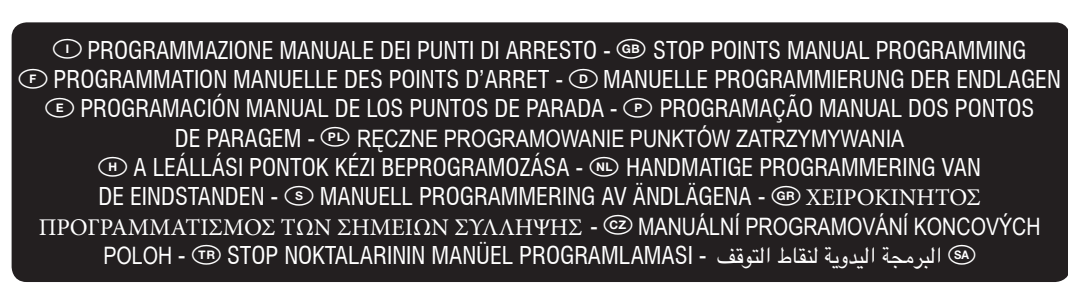 I PROGRAMMAZIONE MANUALE DEI PUNTI DI ARRESTO - GB STOP POINTS MANUAL PROGRAMMING
F PROGRAMMATION MANUELLE DES POINTS D'ARRET - D MANUELLE PROGRAMMIERUNG DER ENDLAGEN
E PROGRAMACIÓN MANUAL DE LOS PUNTOS DE PARADA - P PROGRAMAÇÃO MANUAL DOS PONTOS
DE PARAGEM - PL RĘCZNE PROGRAMOWANIE PUNKTÓW ZATRZYMYWANIA
H A LEÁLLÁSI PONTOK KÉZI BEPROGRAMOZÁSA - NL HANDMATIGE PROGRAMMERING VAN
DE EINDSTANDEN - S MANUELL PROGRAMMERING AV ÄNDLÄGENA - GR ΧΕΙΡΟΚΙΝΗΤΟΣ
ΠΡΟΓΡΑΜΜΑΤΙΣΜΟΣ ΤΩΝ ΣΗΜΕΙΩΝ ΣΥΛΛΗΨΗΣ - CZ MANUÁLNÍ PROGRAMOVÁNÍ KONCOVÝCH
POLOH - TR STOP NOKTALARININ MANÜEL PROGRAMLAMASI - البرمجة اليدوية لنقاط التوقف SA